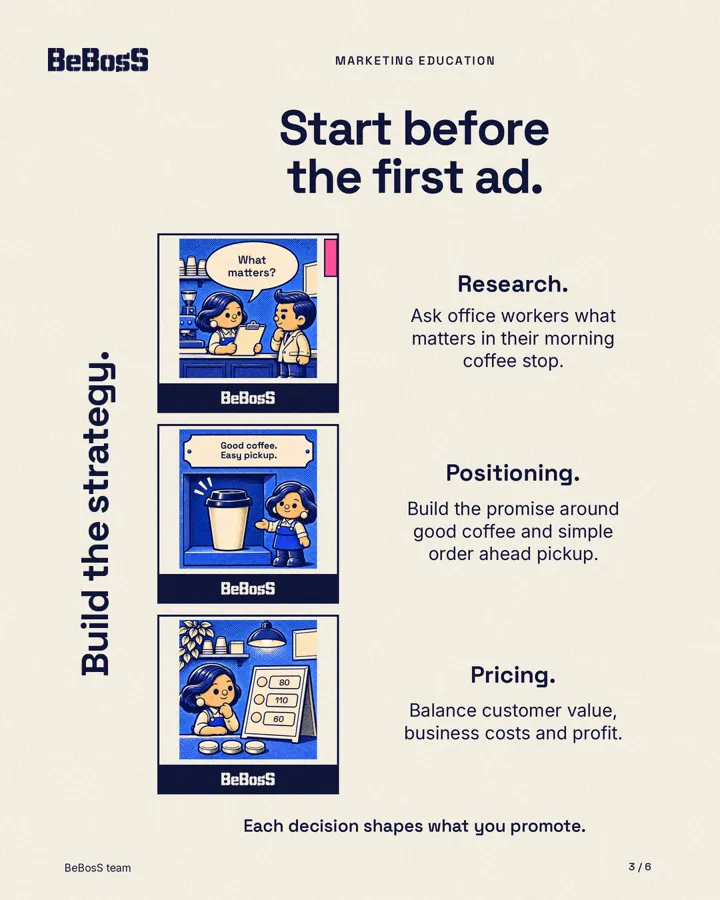 BeBosS
MARKETING EDUCATION
Start before
the first ad.
Build the strategy.
What
matters?
BeBosS
Research.
Ask office workers what
matters in their morning
coffee stop.
Good coffee.
Easy pickup.
BeBosS
Positioning.
Build the promise around
good coffee and simple
order ahead pickup.
80
110
60
BeBosS
Pricing.
Balance customer value,
business costs and profit.
Each decision shapes what you promote.
BeBosS team
3 / 6